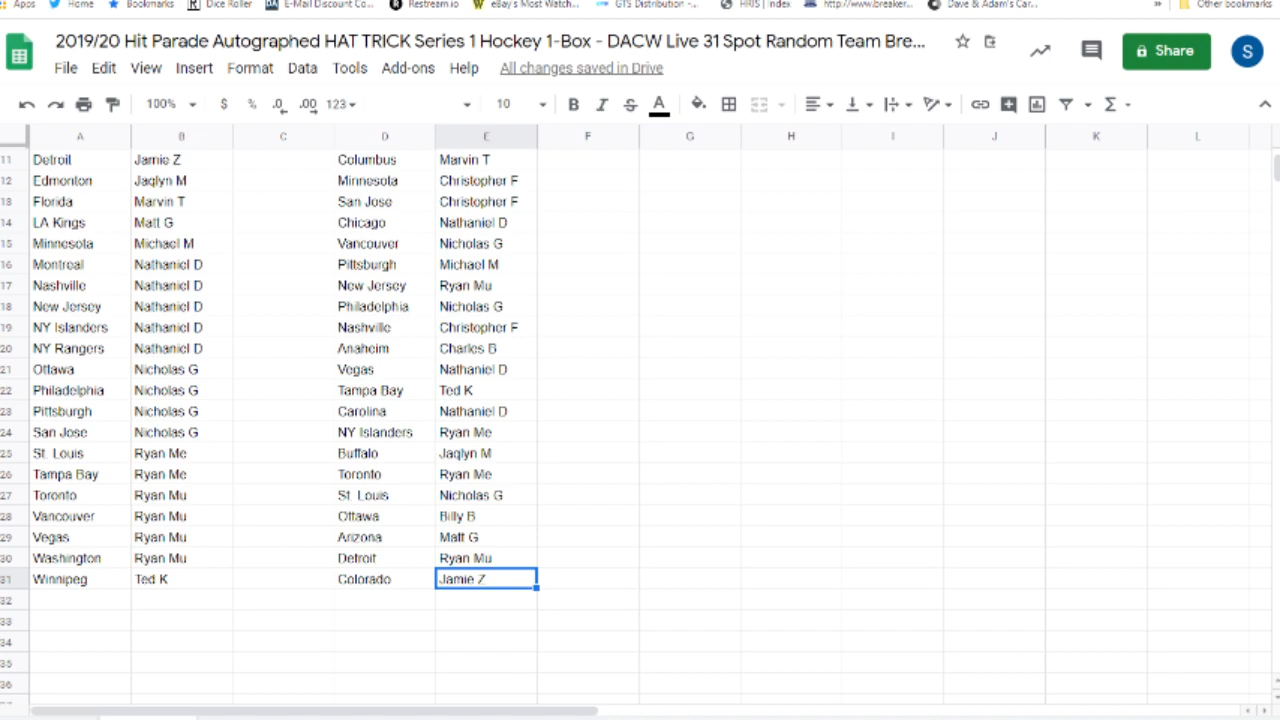 Apps Home Bookmarks Dice Roller E-Mail Discount Co... Restream.io eBay's Most Watch... GTS Distribution -... HRIS | Index http://www.breaker... Dave & Adam's Car... » Other bookmarks
2019/20 Hit Parade Autographed HAT TRICK Series 1 Hockey 1-Box - DACW Live 31 Spot Random Team Bre...
Share
S
File Edit View Insert Format Data Tools Add-ons Help All changes saved in Drive
100% $ % .0 .00 123 10 B I S A
A B C D E F G H I J K L
11 Detroit Jamie Z Columbus Marvin T
12 Edmonton Jaqlyn M Minnesota Christopher F
13 Florida Marvin T San Jose Christopher F
14 LA Kings Matt G Chicago Nathaniel D
15 Minnesota Michael M Vancouver Nicholas G
16 Montreal Nathaniel D Pittsburgh Michael M
17 Nashville Nathaniel D New Jersey Ryan Mu
18 New Jersey Nathaniel D Philadelphia Nicholas G
19 NY Islanders Nathaniel D Nashville Christopher F
20 NY Rangers Nathaniel D Anaheim Charles B
21 Ottawa Nicholas G Vegas Nathaniel D
22 Philadelphia Nicholas G Tampa Bay Ted K
23 Pittsburgh Nicholas G Carolina Nathaniel D
24 San Jose Nicholas G NY Islanders Ryan Me
25 St. Louis Ryan Me Buffalo Jaqlyn M
26 Tampa Bay Ryan Me Toronto Ryan Me
27 Toronto Ryan Mu St. Louis Nicholas G
28 Vancouver Ryan Mu Ottawa Billy B
29 Vegas Ryan Mu Arizona Matt G
30 Washington Ryan Mu Detroit Ryan Mu
31 Winnipeg Ted K Colorado Jamie Z
32
33
34
35
36